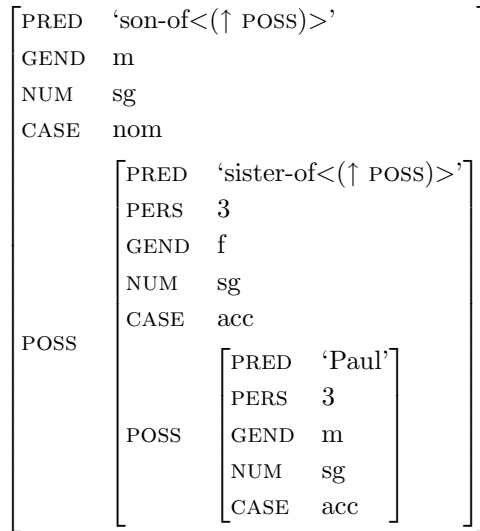 PRED ‘son-of<(↑ POSS)>’
GEND m
NUM sg
CASE nom
PRED ‘sister-of<(↑ POSS)>’
PERS 3
GEND f
NUM sg
CASE acc
POSS
PRED ‘Paul’
PERS 3
POSS GEND m
NUM sg
CASE acc